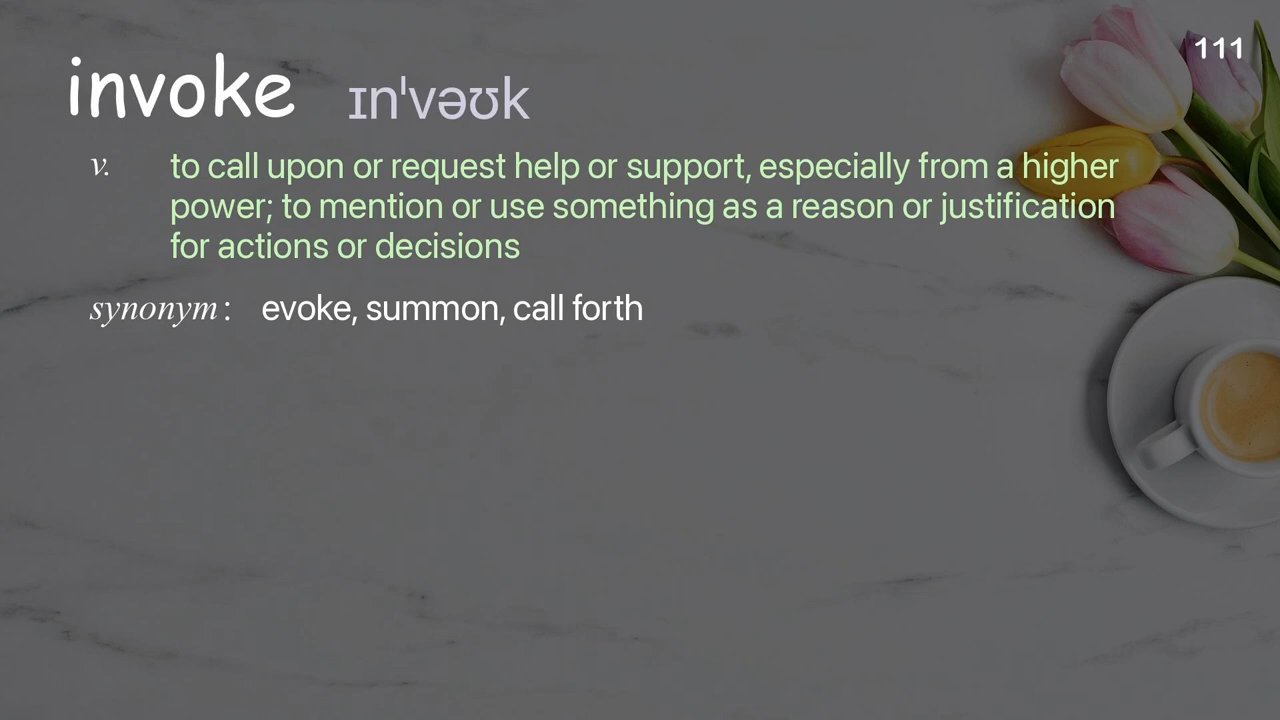 111
invoke ɪnˈvəʊk
v. to call upon or request help or support, especially from a higher
power; to mention or use something as a reason or justification
for actions or decisions
synonym: evoke, summon, call forth